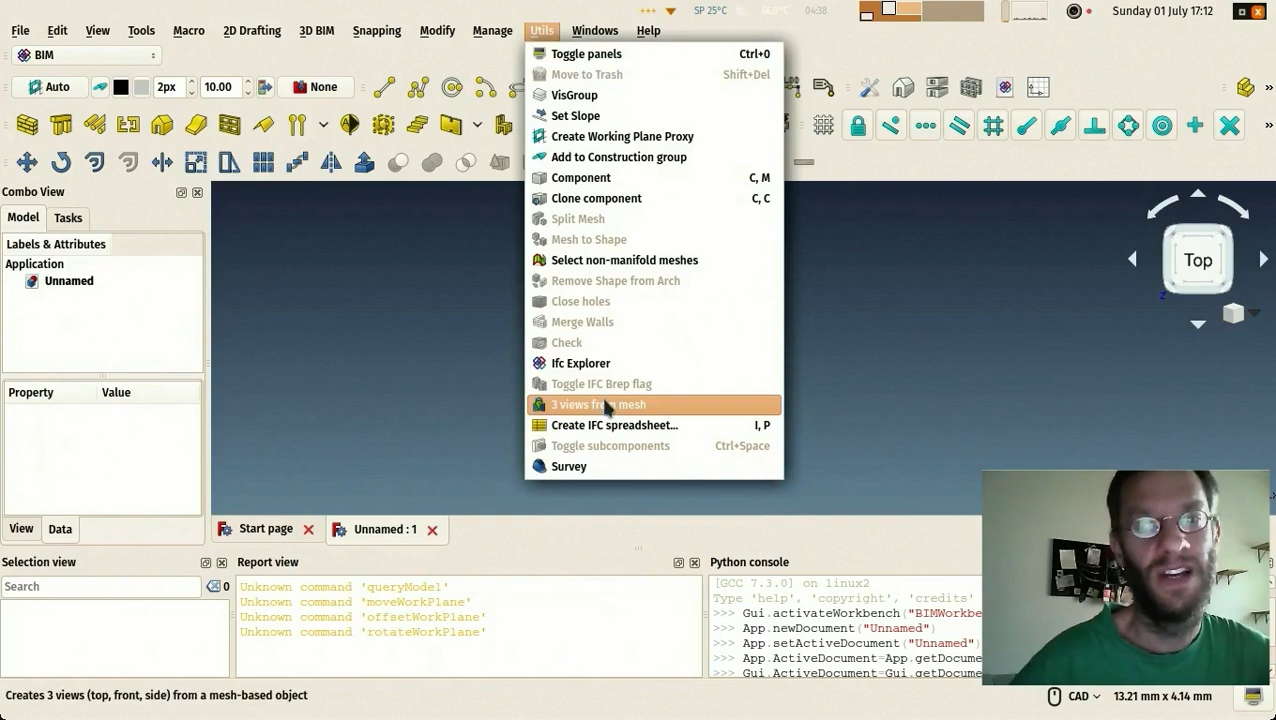 SP 25°C
66.0°C
04:38
Sunday 01 July 17:12
File Edit View Tools Macro 2D Drafting 3D BIM Snapping Modify Manage Utils Windows Help
BIM
Auto 2px 10.00 None
Toggle panels Ctrl+0
Move to Trash Shift+Del
VisGroup
Set Slope
Create Working Plane Proxy
Add to Construction group
Component C, M
Clone component C, C
Split Mesh
Mesh to Shape
Select non-manifold meshes
Remove Shape from Arch
Close holes
Merge Walls
Check
Ifc Explorer
Toggle IFC Brep flag
3 views from mesh
Create IFC spreadsheet... I, P
Toggle subcomponents Ctrl+Space
Survey
Combo View
Model Tasks
Labels & Attributes
Application
Unnamed
Property Value
View Data
Top
Z
Start page Unnamed : 1
Selection view
Search 0
Report view
Unknown command 'queryModel'
Unknown command 'moveWorkPlane'
Unknown command 'offsetWorkPlane'
Unknown command 'rotateWorkPlane'
Python console
[GCC 7.3.0] on linux2
Type 'help', 'copyright', 'credits'
>>> Gui.activateWorkbench("BIMWorkbe
>>> App.newDocument("Unnamed")
>>> App.setActiveDocument("Unnamed")
>>> App.ActiveDocument=App.getDocume
>>> Gui.ActiveDocument=Gui.getDocume
Creates 3 views (top, front, side) from a mesh-based object
CAD 13.21 mm x 4.14 mm